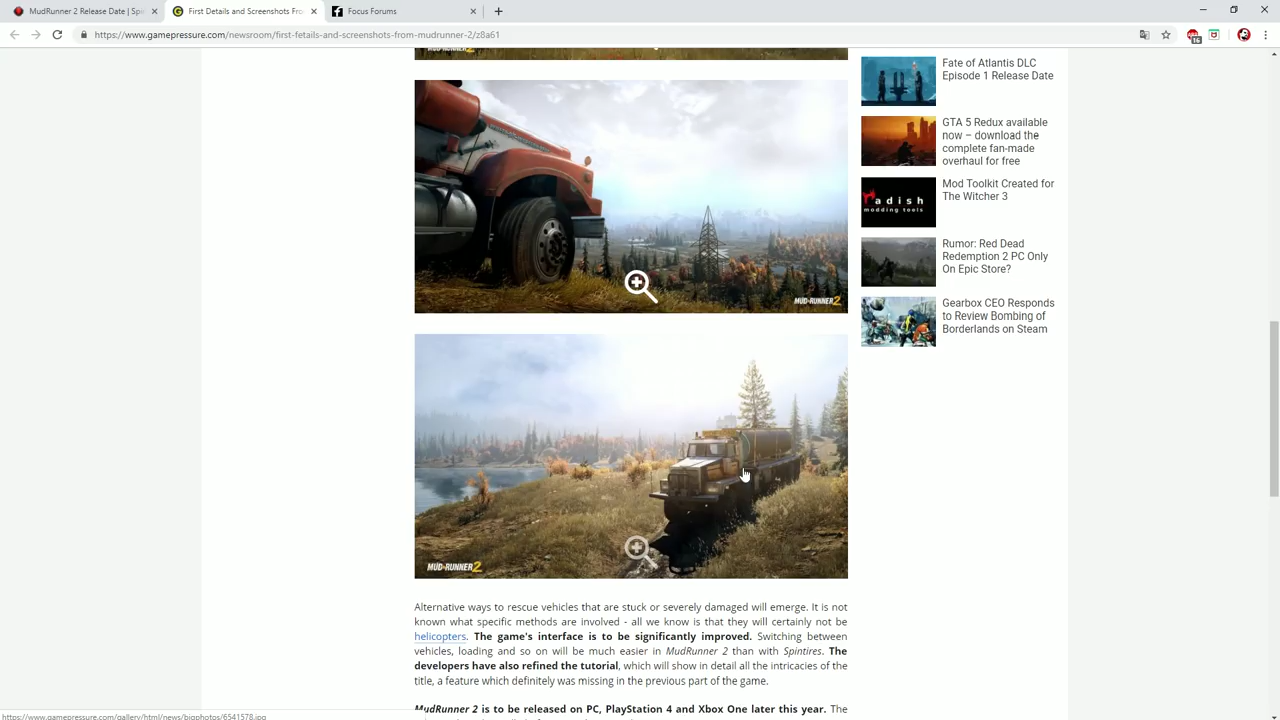 MudRunner 2 Release Date | Spi
First Details and Screenshots Fro
Focus Forums
https://www.gamepressure.com/newsroom/first-fetails-and-screenshots-from-mudrunner-2/z8a61
Fate of Atlantis DLC
Episode 1 Release Date
GTA 5 Redux available
now – download the
complete fan-made
overhaul for free
radish
modding tools
Mod Toolkit Created for
The Witcher 3
Rumor: Red Dead
Redemption 2 PC Only
On Epic Store?
Gearbox CEO Responds
to Review Bombing of
Borderlands on Steam
MUD-RUNNER 2
MUD-RUNNER 2
Alternative ways to rescue vehicles that are stuck or severely damaged will emerge. It is not
known what specific methods are involved - all we know is that they will certainly not be
helicopters. The game's interface is to be significantly improved. Switching between
vehicles, loading and so on will be much easier in MudRunner 2 than with Spintires. The
developers have also refined the tutorial, which will show in detail all the intricacies of the
title, a feature which definitely was missing in the previous part of the game.
MudRunner 2 is to be released on PC, PlayStation 4 and Xbox One later this year. The
https://www.gamepressure.com/gallery/html/news/bigphotos/6541578.jpg